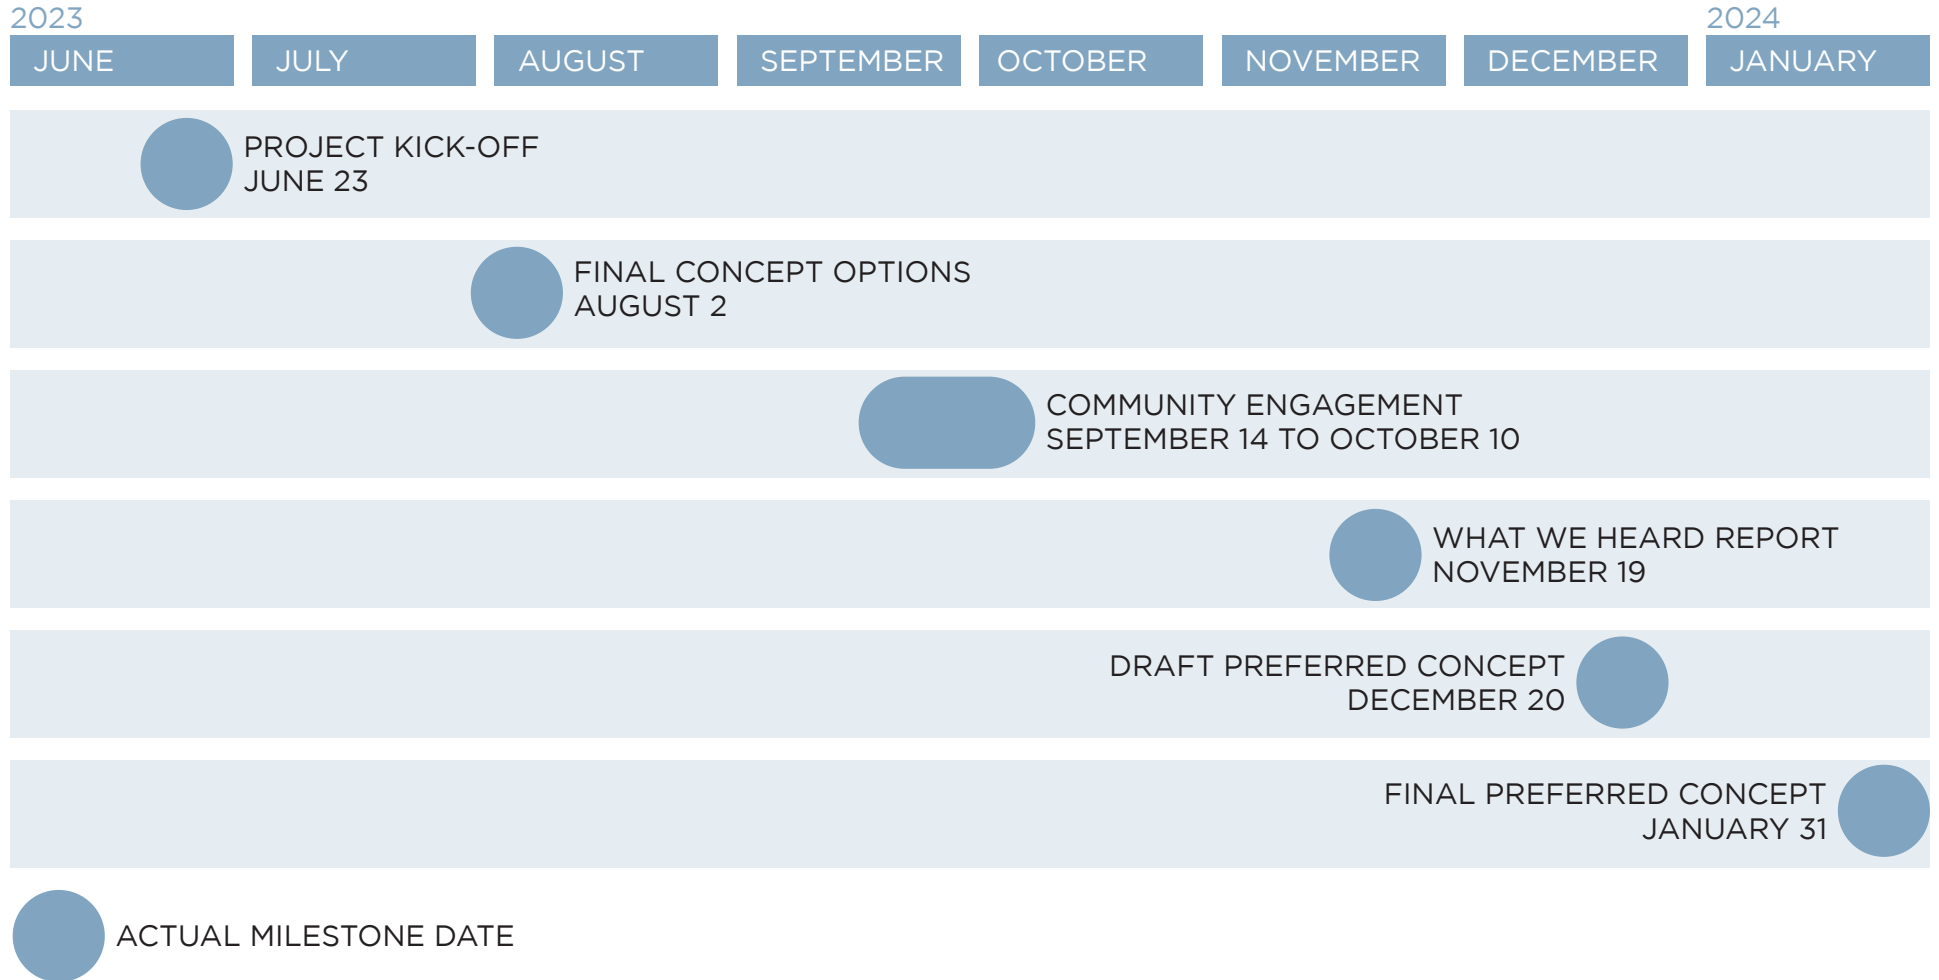 2023
2024
JUNE
JULY
AUGUST
SEPTEMBER
OCTOBER
NOVEMBER
DECEMBER
JANUARY
PROJECT KICK-OFF
JUNE 23
FINAL CONCEPT OPTIONS
AUGUST 2
COMMUNITY ENGAGEMENT
SEPTEMBER 14 TO OCTOBER 10
WHAT WE HEARD REPORT
NOVEMBER 19
DRAFT PREFERRED CONCEPT
DECEMBER 20
FINAL PREFERRED CONCEPT
JANUARY 31
ACTUAL MILESTONE DATE